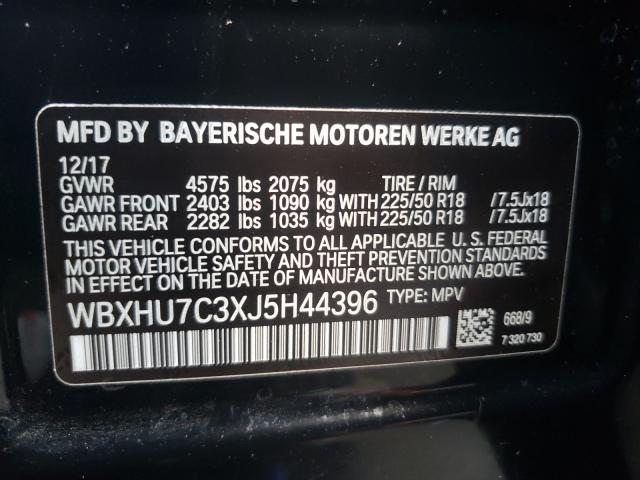 MFD BY BAYERISCHE MOTOREN WERKE AG
12/17
GVWR 4575 lbs 2075 kg TIRE / RIM
GAWR FRONT 2403 lbs 1090 kg WITH 225/50 R18 /7.5Jx18
GAWR REAR 2282 lbs 1035 kg WITH 225/50 R18 /7.5Jx18
THIS VEHICLE CONFORMS TO ALL APPLICABLE U. S. FEDERAL
MOTOR VEHICLE SAFETY AND THEFT PREVENTION STANDARDS
IN EFFECT ON THE DATE OF MANUFACTURE SHOWN ABOVE.
WBXHU7C3XJ5H44396 TYPE: MPV
668/9
7 320 730